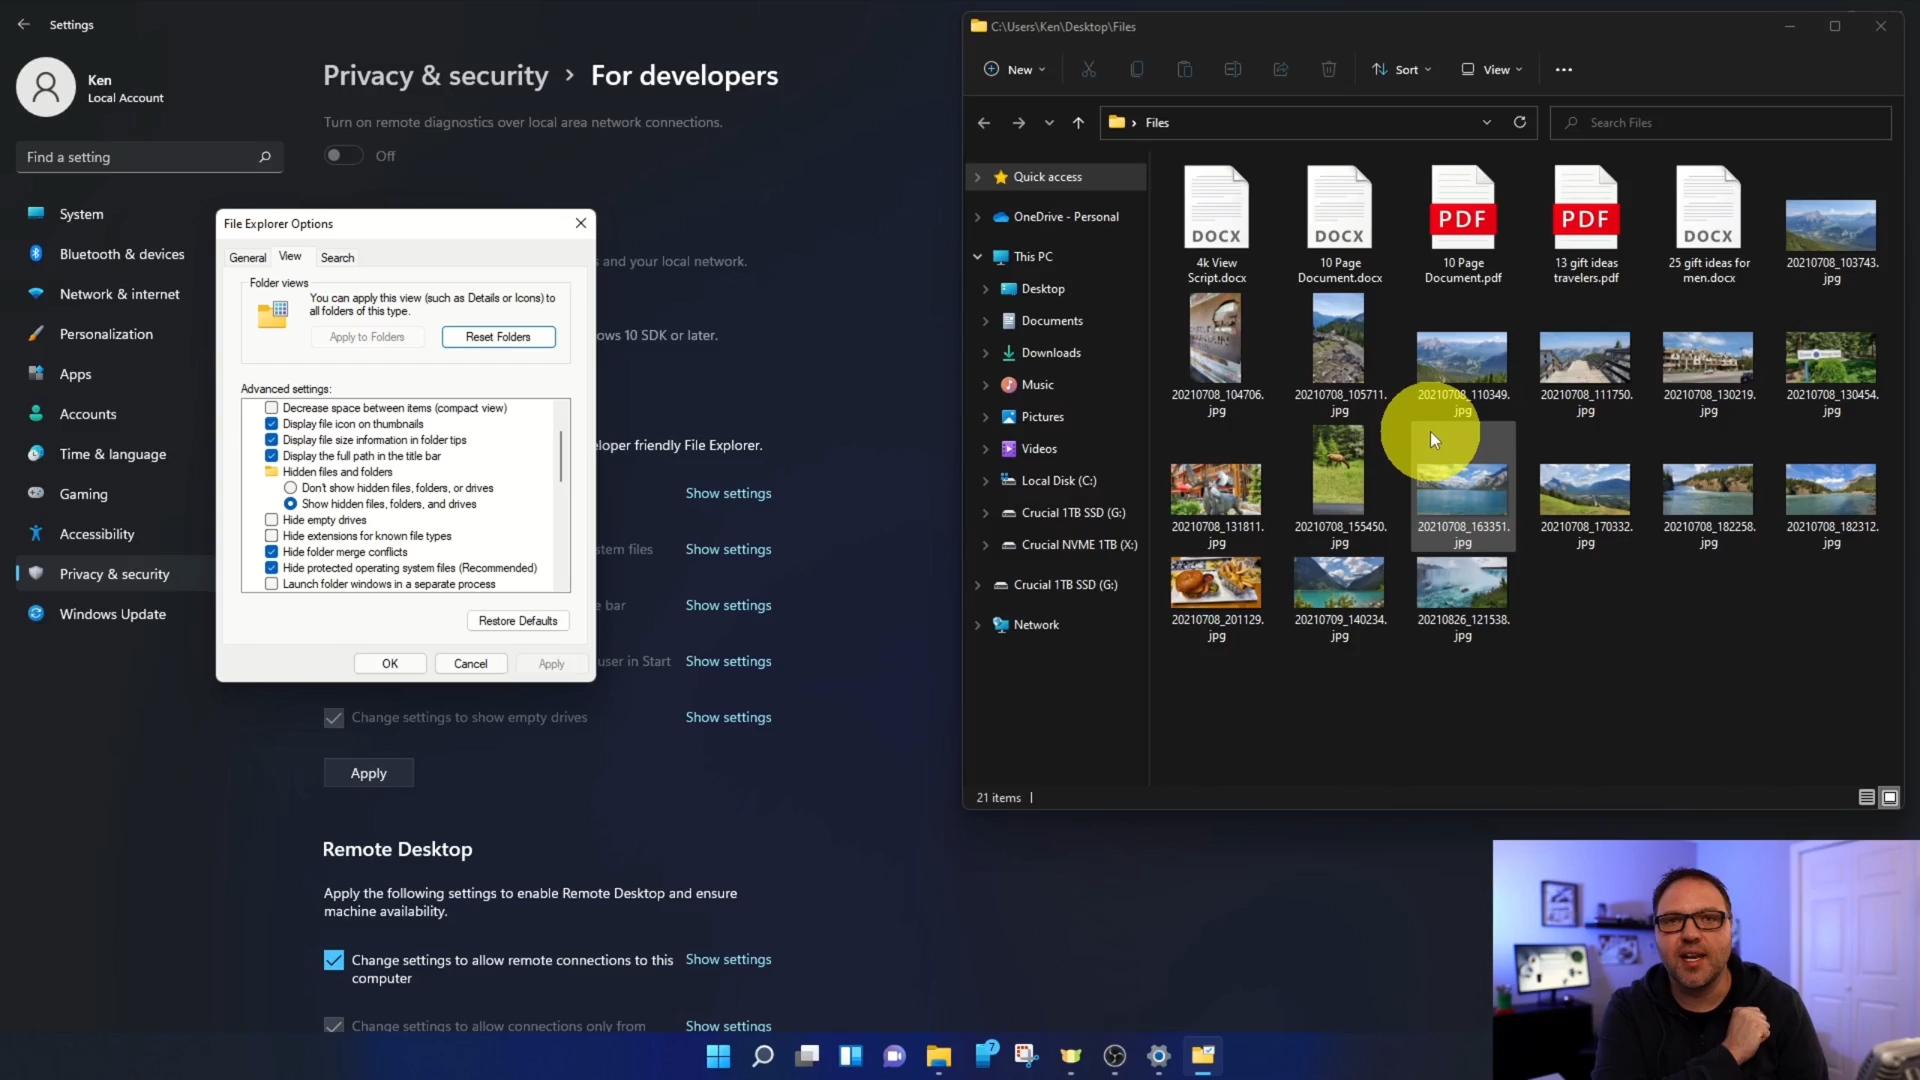 Settings
Ken
Local Account
Find a setting
System
Bluetooth & devices
Network & internet
Personalization
Apps
Accounts
Time & language
Gaming
Accessibility
Privacy & security
Windows Update
Privacy & security > For developers
Turn on remote diagnostics over local area network connections.
Off
s and your local network.
ows 10 SDK or later.
eloper friendly File Explorer.
Show settings
stem files Show settings
e bar Show settings
user in Start Show settings
Change settings to show empty drives Show settings
Apply
Remote Desktop
Apply the following settings to enable Remote Desktop and ensure
machine availability.
Change settings to allow remote connections to this Show settings
computer
Change settings to allow connections only from Show settings
File Explorer Options
General View Search
Folder views
You can apply this view (such as Details or Icons) to
all folders of this type.
Apply to Folders Reset Folders
Advanced settings:
Decrease space between items (compact view)
Display file icon on thumbnails
Display file size information in folder tips
Display the full path in the title bar
Hidden files and folders
Don't show hidden files, folders, or drives
Show hidden files, folders, and drives
Hide empty drives
Hide extensions for known file types
Hide folder merge conflicts
Hide protected operating system files (Recommended)
Launch folder windows in a separate process
Restore Defaults
OK Cancel Apply
C:\Users\Ken\Desktop\Files
New Sort View
Files
Search Files
Quick access
OneDrive - Personal
This PC
Desktop
Documents
Downloads
Music
Pictures
Videos
Local Disk (C:)
Crucial 1TB SSD (G:)
Crucial NVME 1TB (X:)
Crucial 1TB SSD (G:)
Network
DOCX DOCX PDF PDF DOCX
4k View 10 Page 10 Page 13 gift ideas 25 gift ideas for 20210708_103743.
Script.docx Document.docx Document.pdf travelers.pdf men.docx jpg
20210708_104706. 20210708_105711. 20210708_110349. 20210708_111750. 20210708_130219. 20210708_130454.
jpg jpg jpg jpg jpg jpg
20210708_131811. 20210708_155450. 20210708_163351. 20210708_170332. 20210708_182258. 20210708_182312.
jpg jpg jpg jpg jpg jpg
20210708_201129. 20210709_140234. 20210826_121538.
jpg jpg jpg
21 items
7